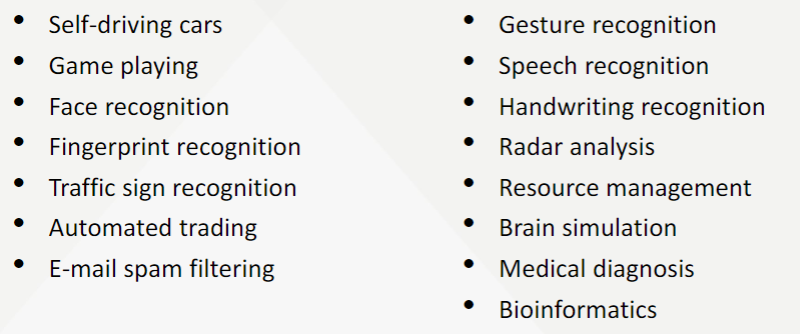 • Self-driving cars
• Game playing
• Face recognition
• Fingerprint recognition
• Traffic sign recognition
• Automated trading
• E-mail spam filtering
• Gesture recognition
• Speech recognition
• Handwriting recognition
• Radar analysis
• Resource management
• Brain simulation
• Medical diagnosis
• Bioinformatics